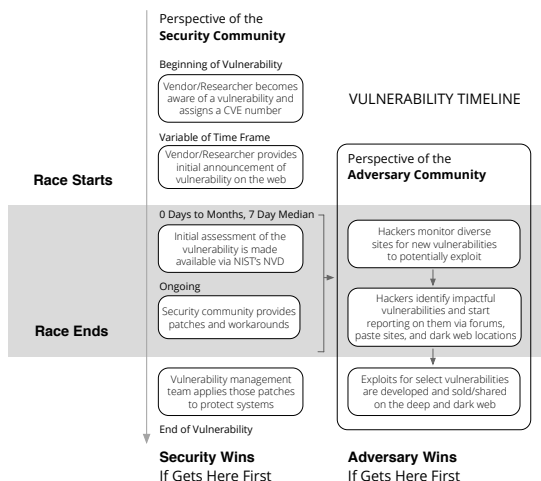 Perspective of the
Security Community
Beginning of Vulnerability
Vendor/Researcher becomes
aware of a vulnerability and
assigns a CVE number
VULNERABILITY TIMELINE
Variable of Time Frame
Vendor/Researcher provides
initial announcement of
vulnerability on the web
Race Starts
Perspective of the
Adversary Community
0 Days to Months, 7 Day Median
Initial assessment of the
vulnerability is made
available via NIST's NVD
Hackers monitor diverse
sites for new vulnerabilities
to potentially exploit
Ongoing
Security community provides
patches and workarounds
Hackers identify impactful
vulnerabilities and start
reporting on them via forums,
paste sites, and dark web locations
Race Ends
Vulnerability management
team applies those patches
to protect systems
Exploits for select vulnerabilities
are developed and sold/shared
on the deep and dark web
End of Vulnerability
Security Wins
If Gets Here First
Adversary Wins
If Gets Here First